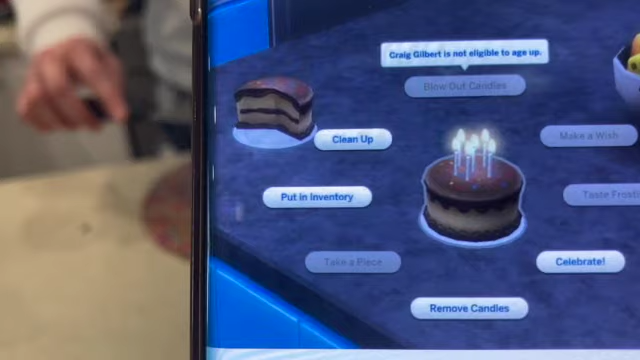 Craig Gilbert is not eligible to age up.
Blow Out Candles
Clean Up
Make a Wish
Put in Inventory
Taste Frosti
Take a Piece
Celebrate!
Remove Candles